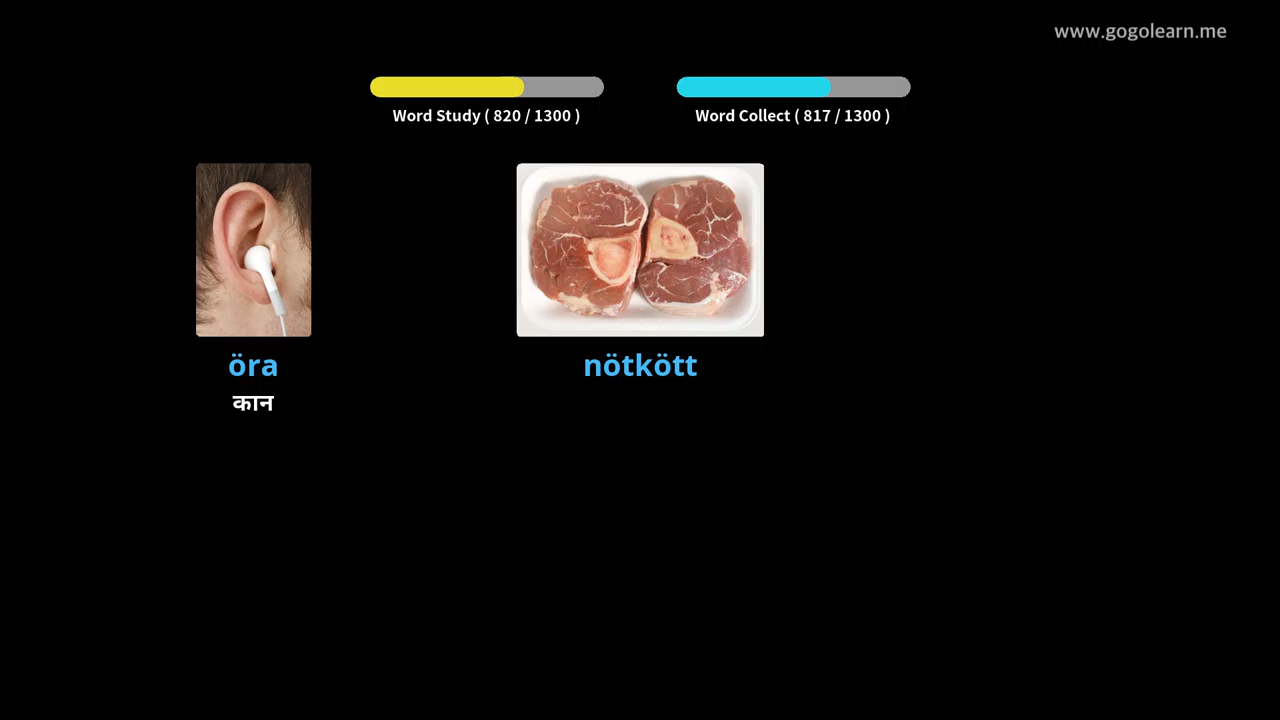 www.gogolearn.me
Word Study ( 820 / 1300 )
Word Collect ( 817 / 1300 )
öra
कान
nötkött